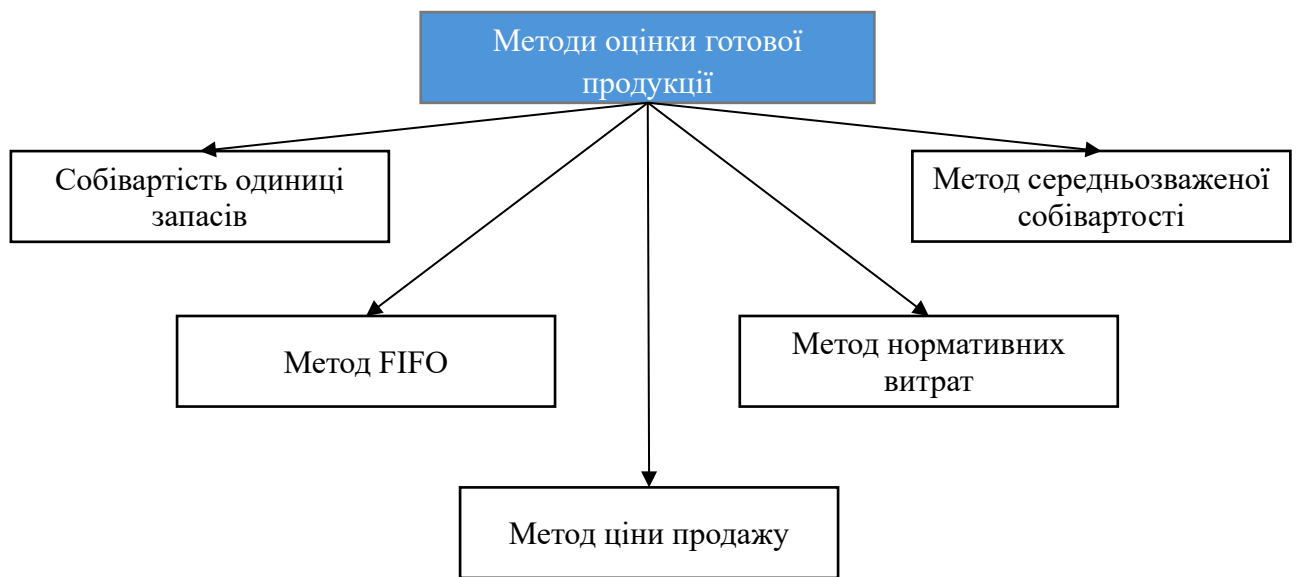 Методи оцінки готової
продукції
Собівартість одиниці
запасів
Метод середньозваженої
собівартості
Метод FIFO
Метод нормативних
витрат
Метод ціни продажу